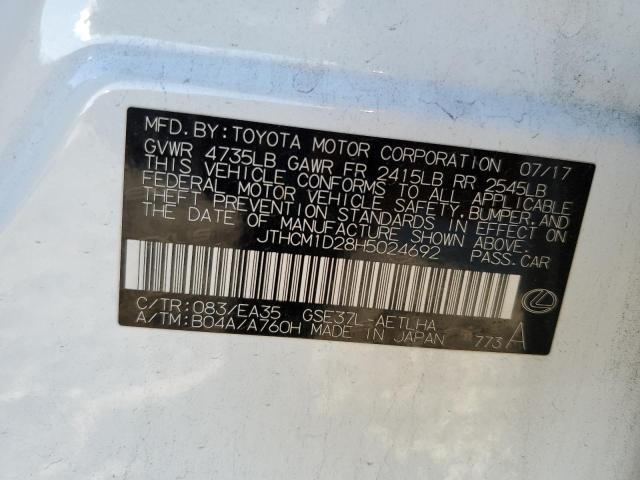 MFD. BY: TOYOTA MOTOR CORPORATION 07/17
GVWR 4735LB GAWR FR 2415LB RR 2545LB
THIS VEHICLE CONFORMS TO ALL APPLICABLE
FEDERAL MOTOR VEHICLE SAFETY, BUMPER, AND
THEFT PREVENTION STANDARDS IN EFFECT ON
THE DATE OF MANUFACTURE SHOWN ABOVE.
JTHCM1D28H5024692 PASS.CAR
C/TR: 083/EA35 GSE37L-AETLHA
A/TM: B04A/A760H MADE IN JAPAN 773 A